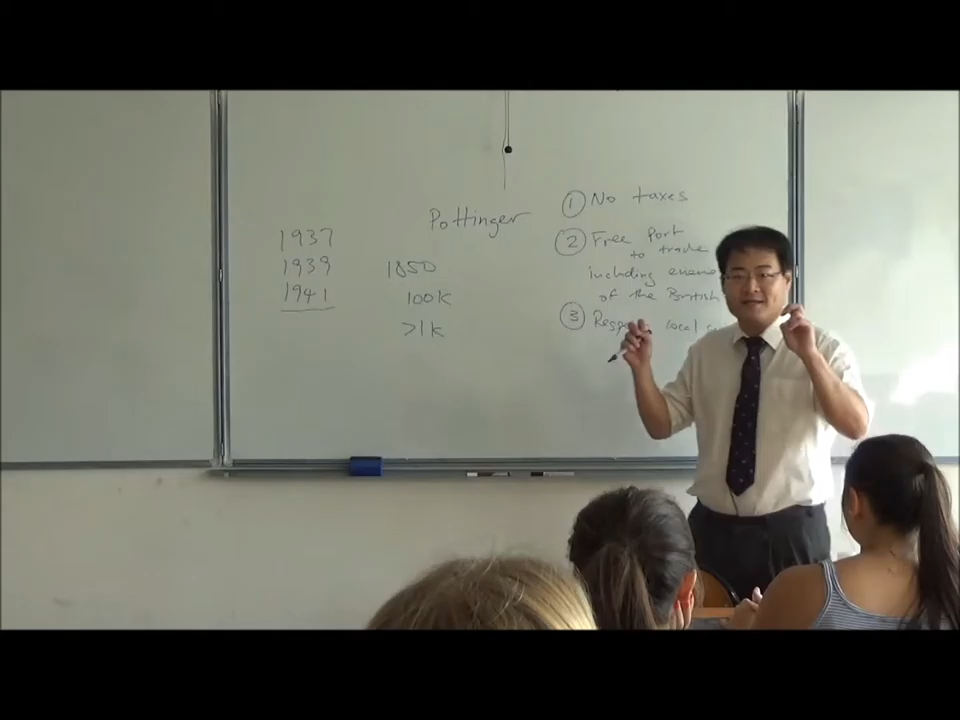 1937
1939
1941
Pottinger
1850
100K
>1K
① No taxes
② Free Port
to trade
including
of the British
③ local